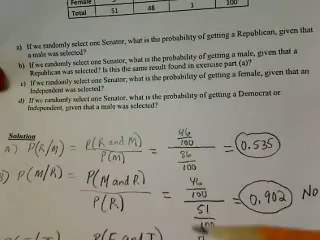 Female
100
Total 51 48 1
a) If we randomly select one Senator, what is the probability of getting a Republican, given that
a male was selected?
b) If we randomly select one Senator, what is the probability of getting a male, given that a
Republican was selected? Is this the same result found in exercise part (a)?
c) If we randomly select one Senator, what is the probability of getting a female, given that an
Independent was selected?
d) If we randomly select one Senator, what is the probability of getting a Democrat or
Independent, given that a male was selected?
Solution
A) P(R/M) = P(R and M) / P(M) = 46/100 / 86/100 = 0.535
B) P(M/R) = P(M and R) / P(R) = 46/100 / 51/100 = 0.902 No